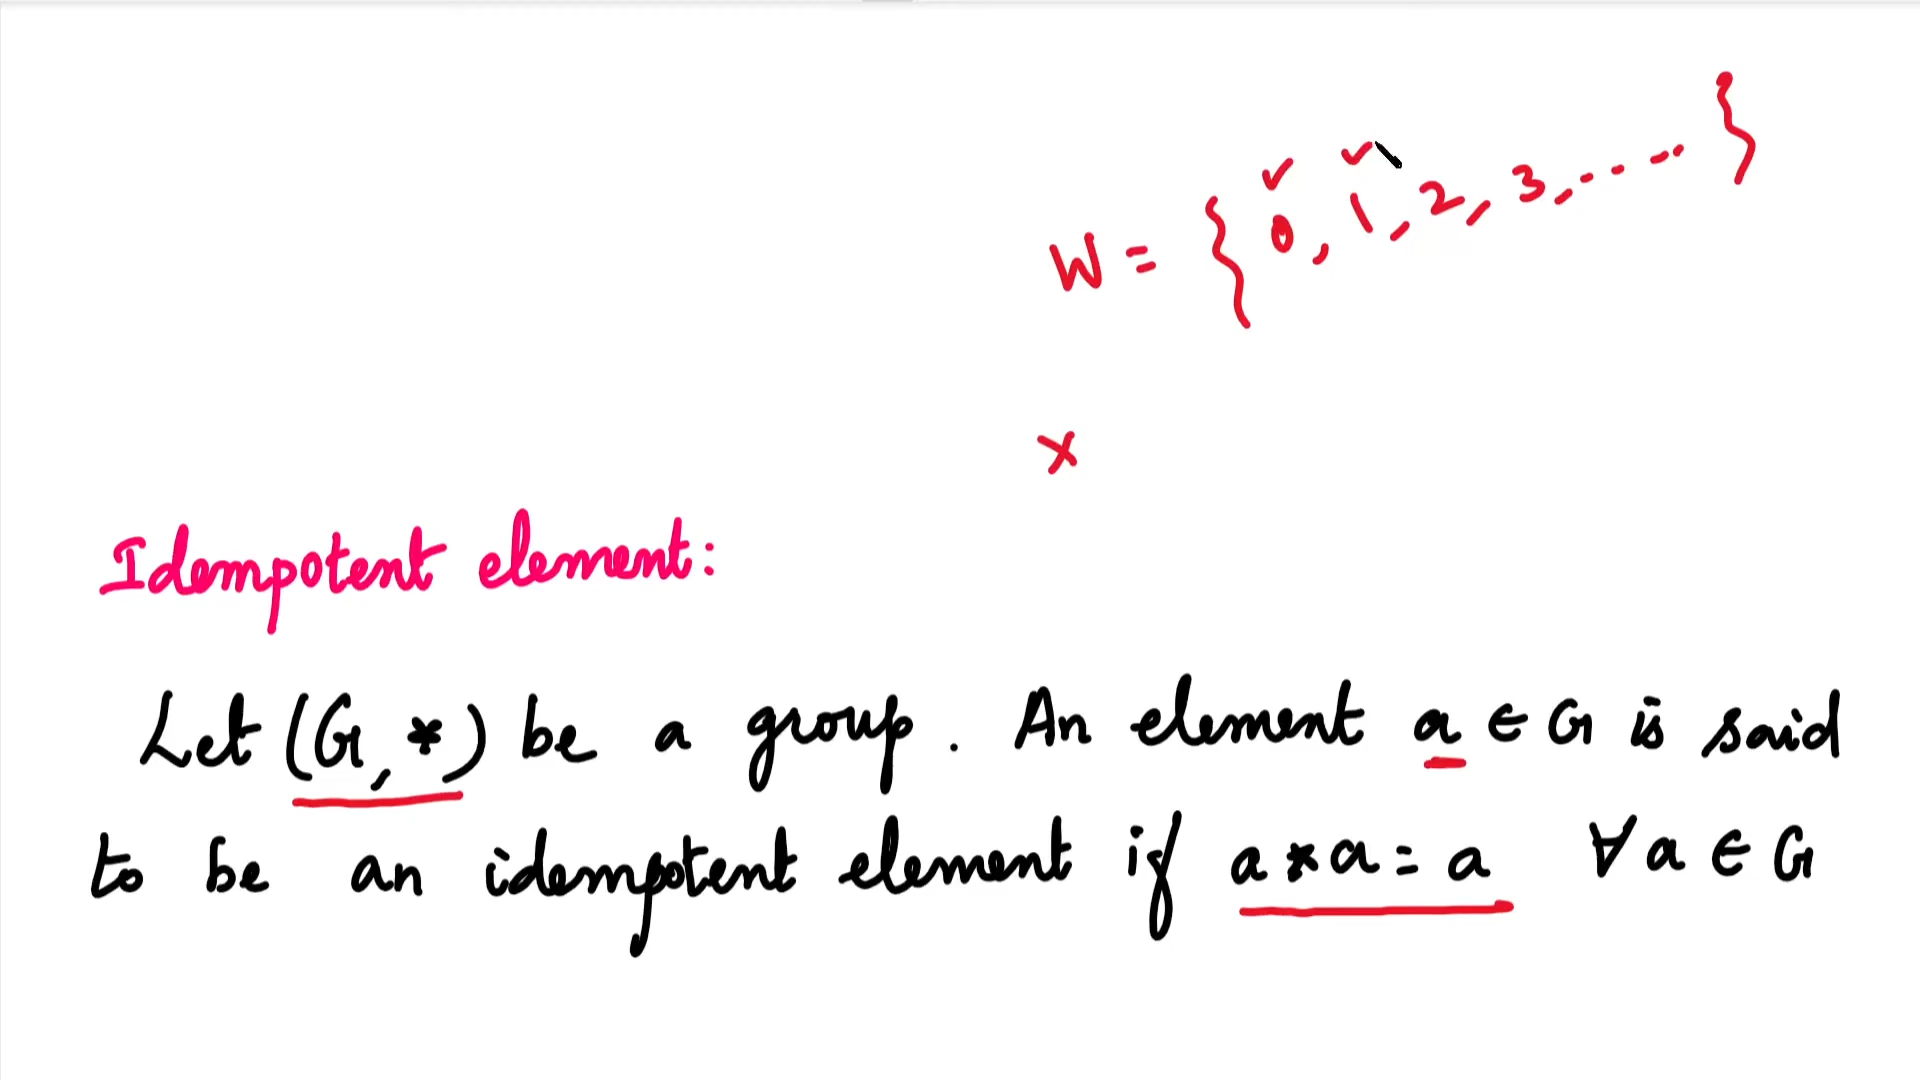 W = { 0, 1, 2, 3, ..... }
×
Idempotent element:
Let (G, *) be a group. An element a ∈ G is said
to be an idempotent element if a * a = a ∀ a ∈ G